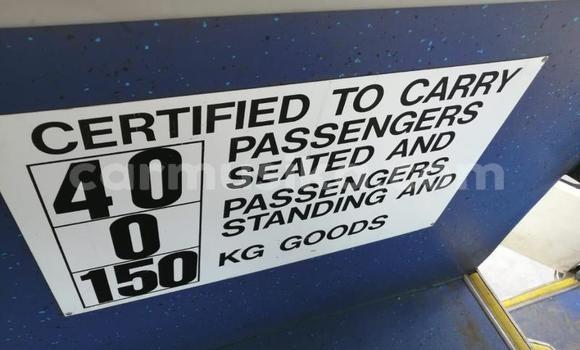 CERTIFIED TO CARRY
40 PASSENGERS
SEATED AND
0 PASSENGERS
STANDING AND
150 KG GOODS